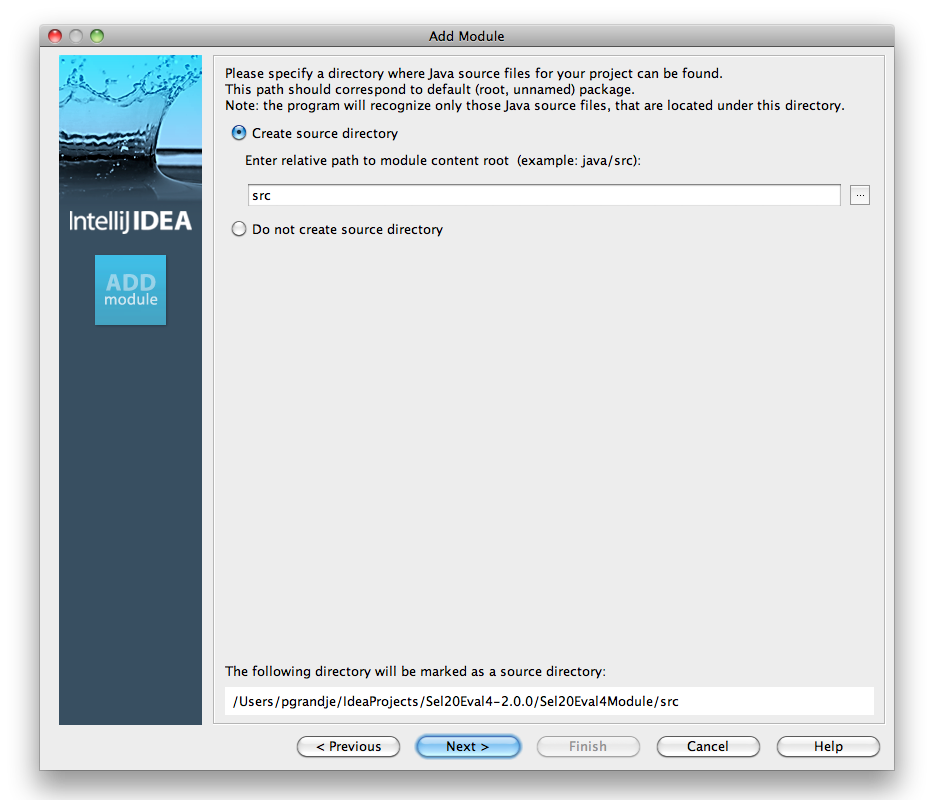 Add Module
Please specify a directory where Java source files for your project can be found.
This path should correspond to default (root, unnamed) package.
Note: the program will recognize only those Java source files, that are located under this directory.
Create source directory
Enter relative path to module content root (example: java/src):
src
...
Do not create source directory
IntelliJ IDEA
ADD
module
The following directory will be marked as a source directory:
/Users/pgrandje/IdeaProjects/Sel20Eval4-2.0.0/Sel20Eval4Module/src
< Previous
Next >
Finish
Cancel
Help